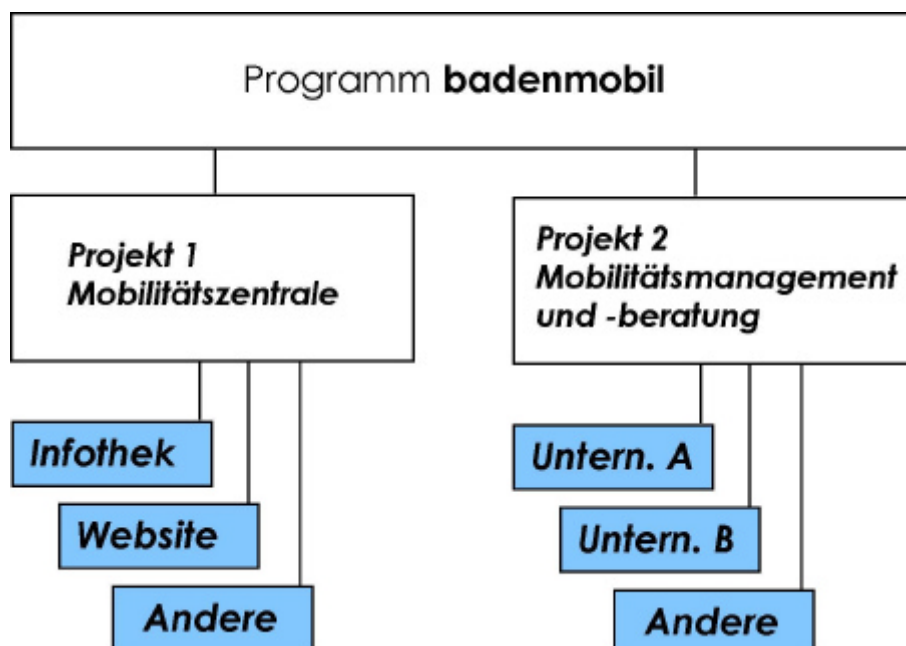 Programm badenmobil
Projekt 1
Mobilitätszentrale
Infothek
Website
Andere
Projekt 2
Mobilitätsmanagement
und -beratung
Untern. A
Untern. B
Andere